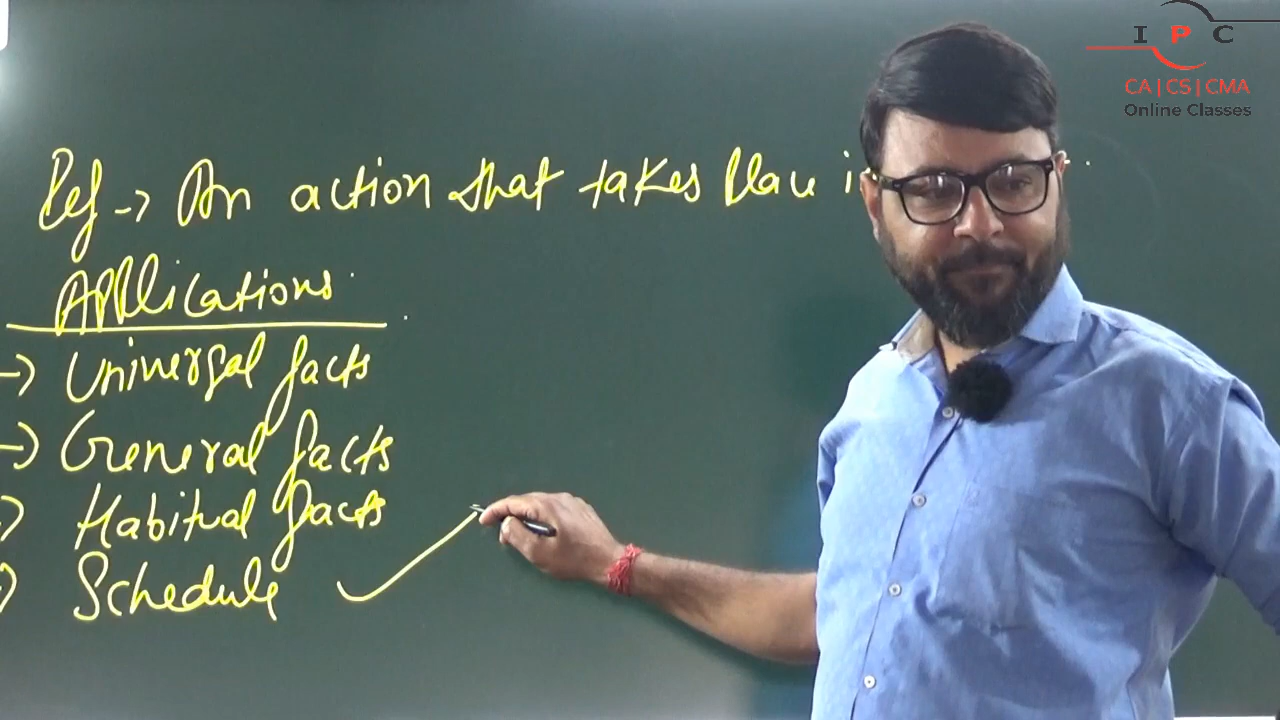 I P C
CA|CS|CMA
Online Classes
Def → An action that takes Place i
Applications
→ Universal facts
→ General facts
→ Habitual facts
→ Schedule